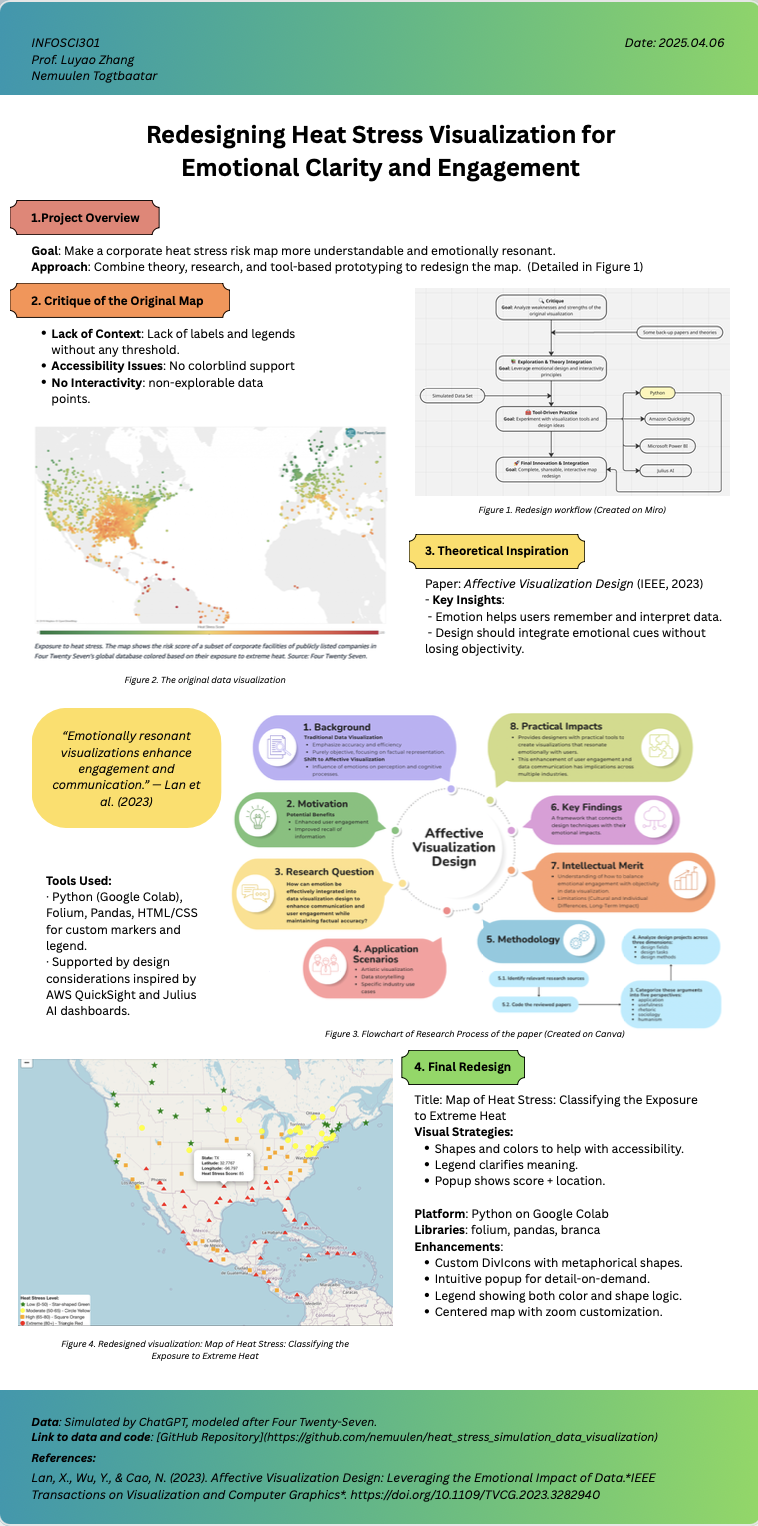 INFOSCI301
Prof. Luyao Zhang
Nemuulen Togtbaatar
Date: 2025.04.06
Redesigning Heat Stress Visualization for
Emotional Clarity and Engagement
1.Project Overview
Goal: Make a corporate heat stress risk map more understandable and emotionally resonant.
Approach: Combine theory, research, and tool-based prototyping to redesign the map. (Detailed in Figure 1)
2. Critique of the Original Map
• Lack of Context: Lack of labels and legends
without any threshold.
• Accessibility Issues: No colorblind support
• No Interactivity: non-explorable data
points.
Exposure to heat stress. The map shows the risk score of a subset of corporate facilities of publicly listed companies in
Four Twenty Seven's global database colored based on their exposure to extreme heat. Source: Four Twenty Seven.
Figure 2. The original data visualization
Critique
Goal: Analyze weaknesses and strengths of the
original visualization
Some back-up papers and theories
Exploration & Theory Integration
Goal: Leverage emotional design and interactivity
principles
Simulated Data Set
Tool-Driven Practice
Goal: Experiment with visualization tools and
design ideas
Python
Amazon Quicksight
Microsoft Power BI
Julius AI
Final Innovation & Integration
Goal: Complete, shareable, interactive map
redesign
Figure 1. Redesign workflow (Created on Miro)
3. Theoretical Inspiration
Paper: Affective Visualization Design (IEEE, 2023)
- Key Insights:
- Emotion helps users remember and interpret data.
- Design should integrate emotional cues without
losing objectivity.
“Emotionally resonant
visualizations enhance
engagement and
communication.” — Lan et
al. (2023)
Tools Used:
· Python (Google Colab),
Folium, Pandas, HTML/CSS
for custom markers and
legend.
· Supported by design
considerations inspired by
AWS QuickSight and Julius
AI dashboards.
Affective
Visualization
Design
1. Background
Traditional Data Visualization
• Emphasize accuracy and efficiency
• Purely objective, focusing on factual representation.
Shift to Affective Visualization
• Influence of emotions on perception and cognitive
processes.
2. Motivation
Potential Benefits
• Enhanced user engagement
• Improved recall of
information
3. Research Question
How can emotion be
effectively integrated into
data visualization design to
enhance communication and
user engagement while
maintaining factual accuracy?
4. Application
Scenarios
• Artistic visualization
• Data storytelling
• Specific industry use
cases
8. Practical Impacts
• Provides designers with practical tools to
create visualizations that resonate
emotionally with users.
• This enhancement of user engagement and
data communication has implications across
multiple industries.
6. Key Findings
A framework that connects
design techniques with their
emotional impacts.
7. Intellectual Merit
• Understanding of how to balance
emotional engagement with objectivity
in data visualization.
• Limitations (Cultural and Individual
Differences, Long-Term Impact)
5. Methodology
5.1. Identify relevant research sources
5.2. Code the reviewed papers
3. Categorize these arguments
into five perspectives:
• application
• usefulness
• rhetoric
• sociology
• humanism
4. Analyze design projects across
three dimensions:
• design fields
• design tasks
• design methods
Figure 3. Flowchart of Research Process of the paper (Created on Canva)
State: TX
Latitude: 32.7767
Longitude: -96.797
Heat Stress Score: 85
Ottawa
Toronto
Washington
Los Angeles
Phoenix
México
Ciudad
de México
La Habana
Caracas
Colombia
Heat Stress Level:
Low (0-50) - Star-shaped Green
Moderate (50-65) - Circle Yellow
High (65-80) - Square Orange
Extreme (80+) - Triangle Red
Figure 4. Redesigned visualization: Map of Heat Stress: Classifying the
Exposure to Extreme Heat
4. Final Redesign
Title: Map of Heat Stress: Classifying the Exposure
to Extreme Heat
Visual Strategies:
• Shapes and colors to help with accessibility.
• Legend clarifies meaning.
• Popup shows score + location.
Platform: Python on Google Colab
Libraries: folium, pandas, branca
Enhancements:
• Custom DivIcons with metaphorical shapes.
• Intuitive popup for detail-on-demand.
• Legend showing both color and shape logic.
• Centered map with zoom customization.
Data: Simulated by ChatGPT, modeled after Four Twenty-Seven.
Link to data and code: [GitHub Repository](https://github.com/nemuulen/heat_stress_simulation_data_visualization)
References:
Lan, X., Wu, Y., & Cao, N. (2023). Affective Visualization Design: Leveraging the Emotional Impact of Data.*IEEE
Transactions on Visualization and Computer Graphics*. https://doi.org/10.1109/TVCG.2023.3282940